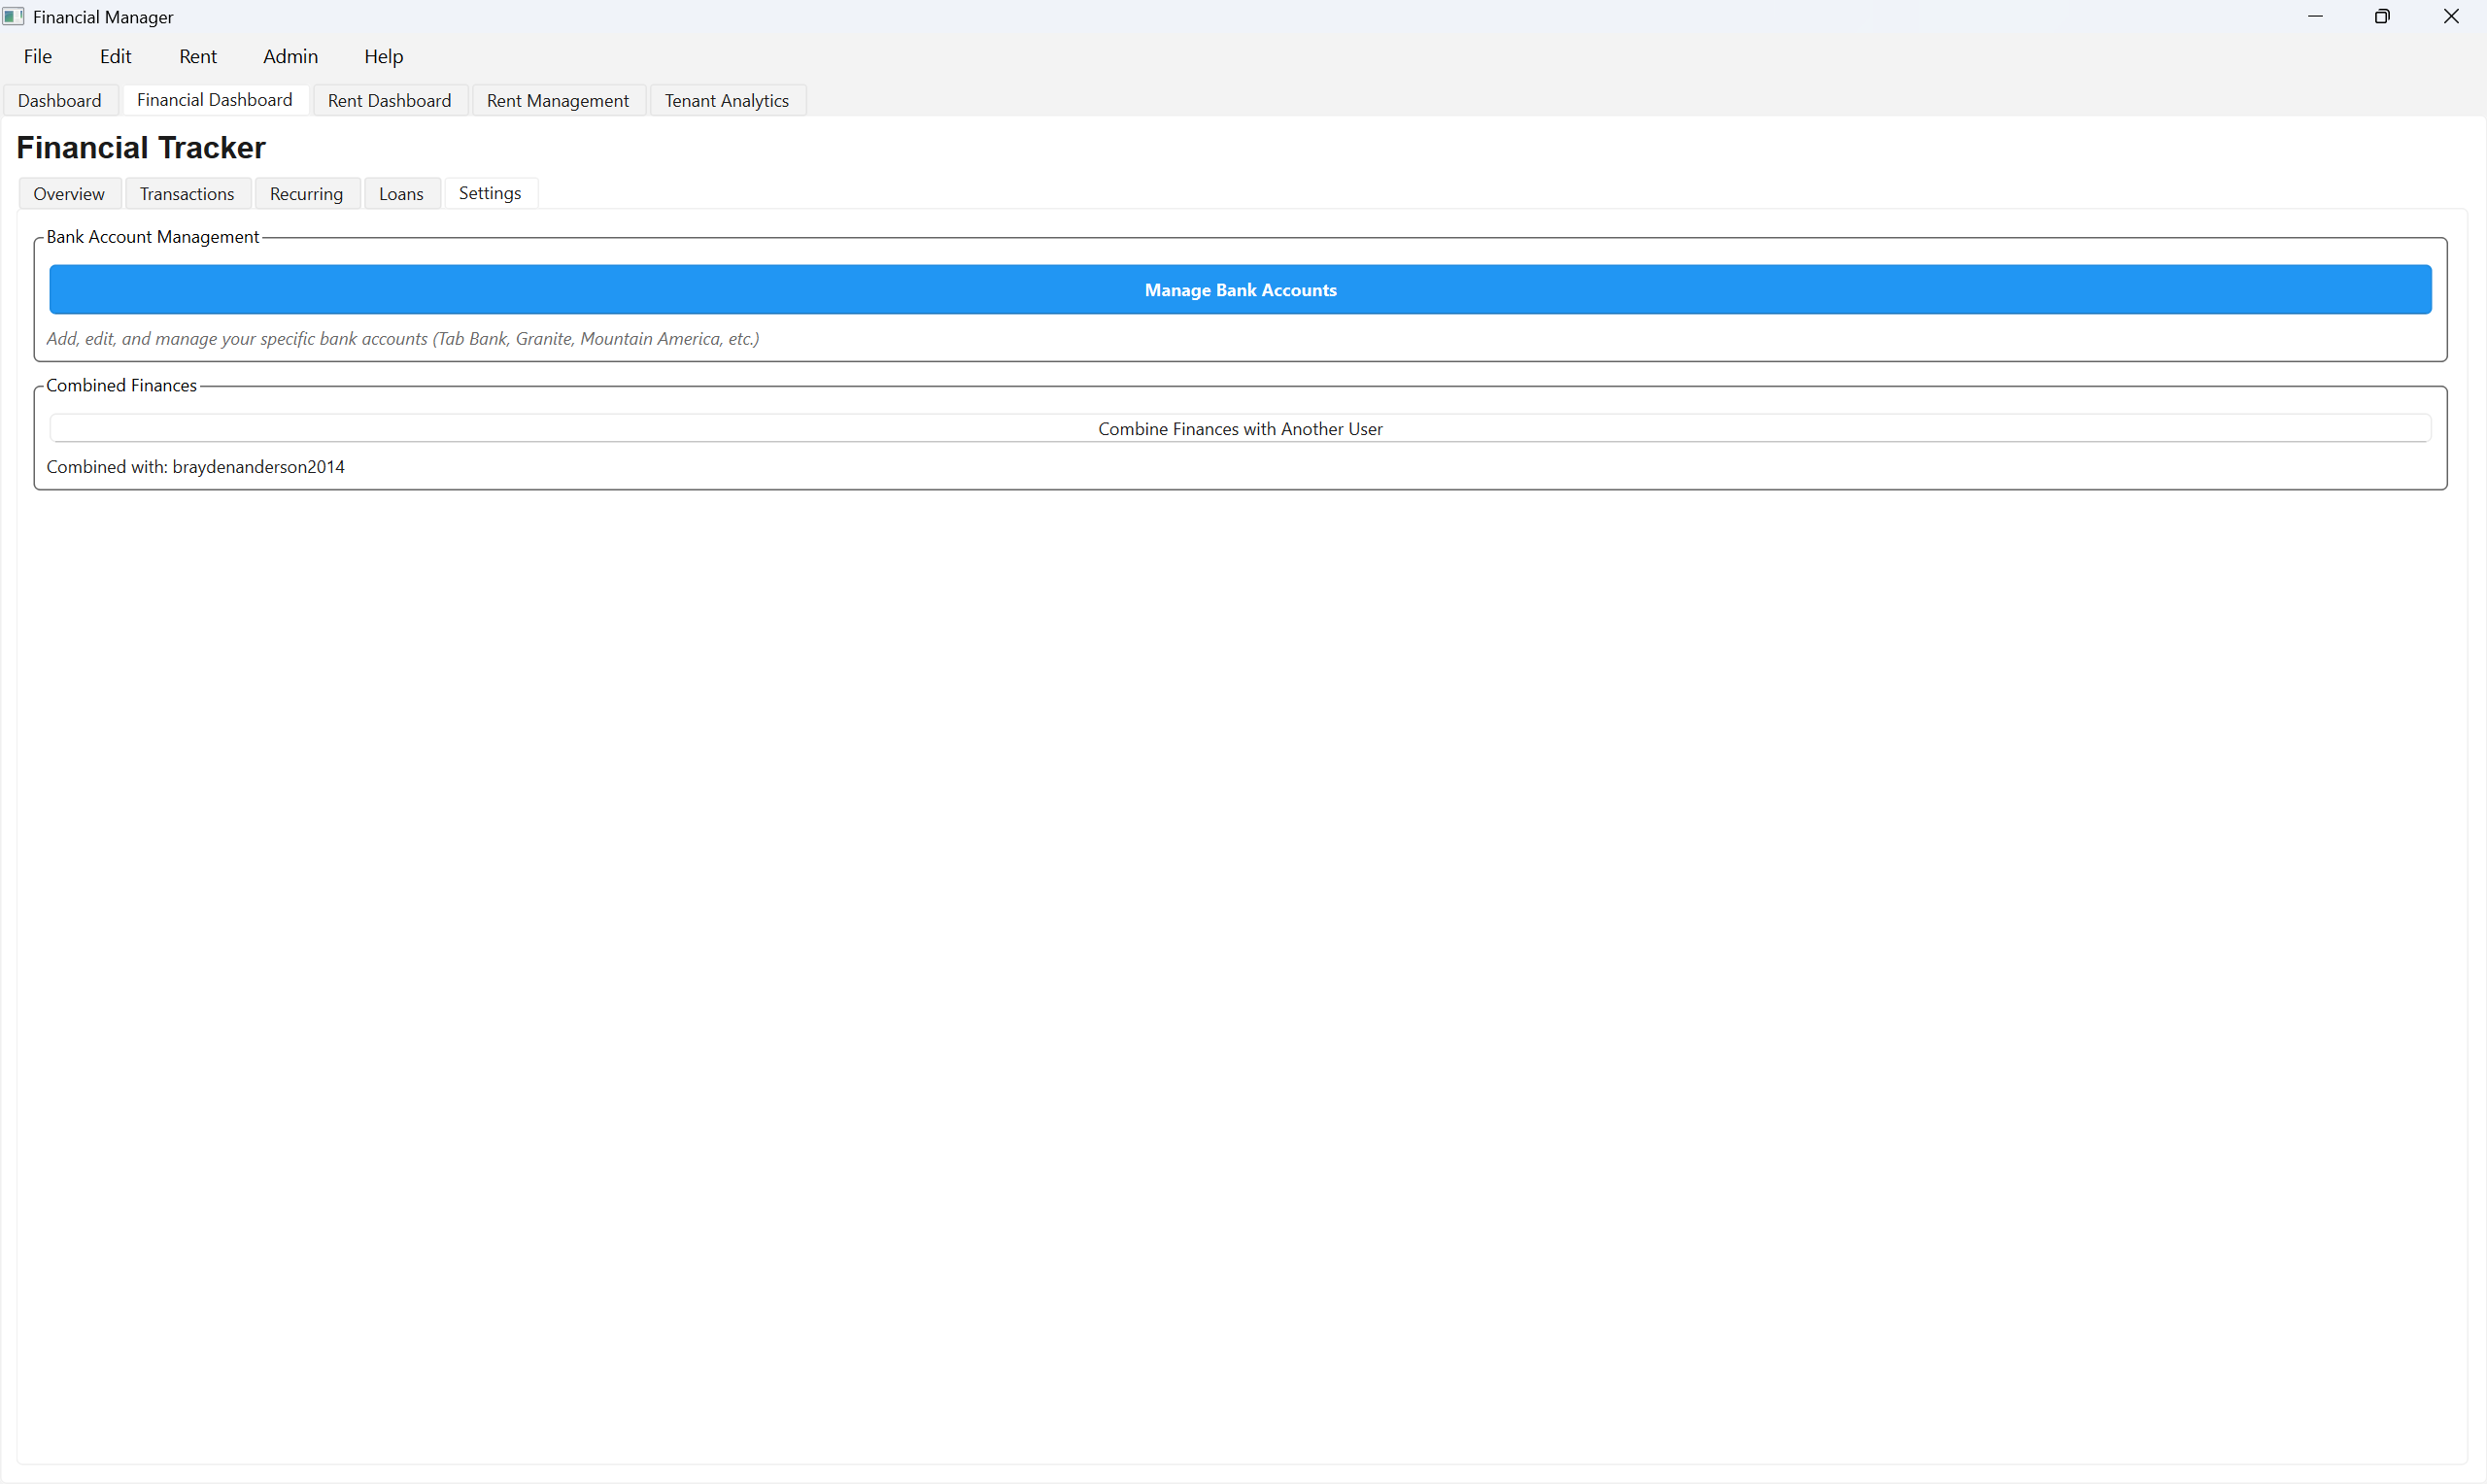 Financial Manager
File Edit Rent Admin Help
Dashboard Financial Dashboard Rent Dashboard Rent Management Tenant Analytics
Financial Tracker
Overview Transactions Recurring Loans Settings
Bank Account Management
Manage Bank Accounts
Add, edit, and manage your specific bank accounts (Tab Bank, Granite, Mountain America, etc.)
Combined Finances
Combine Finances with Another User
Combined with: braydenanderson2014